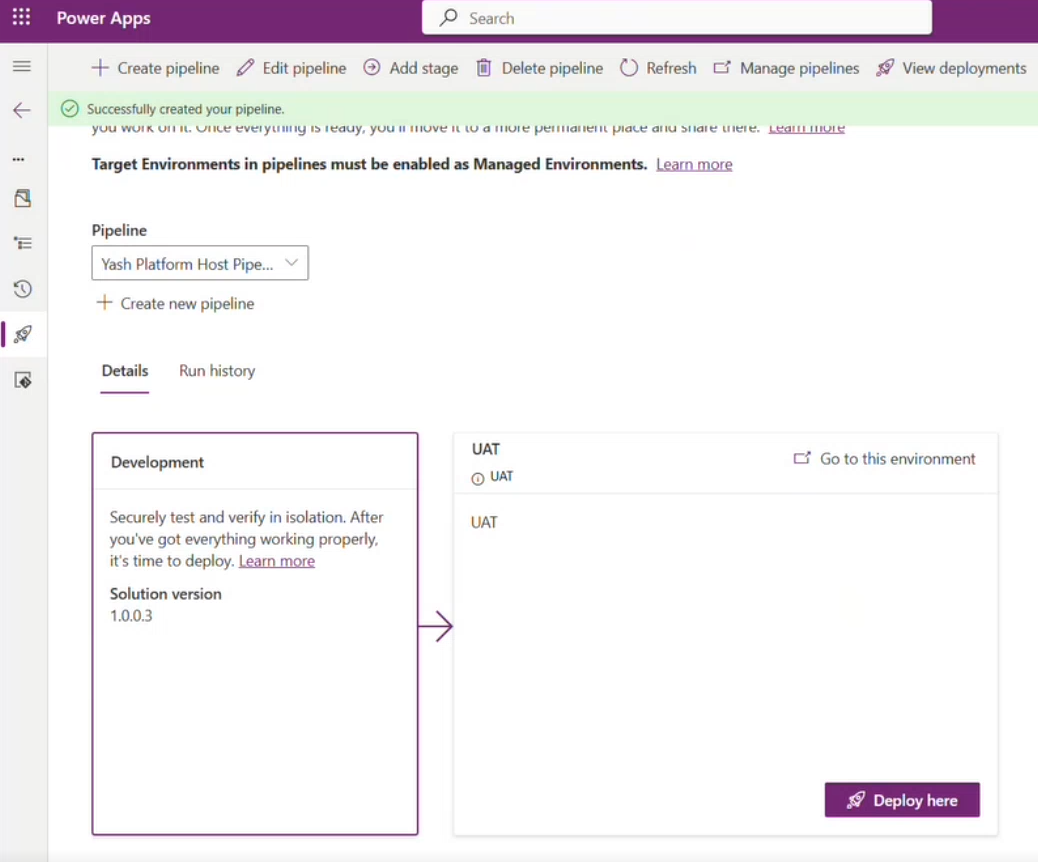 Power Apps
Search
Create pipeline Edit pipeline Add stage Delete pipeline Refresh Manage pipelines View deployments
Successfully created your pipeline.
you work on it. Once everything is ready, you'll move it to a more permanent place and share there. Learn more
Target Environments in pipelines must be enabled as Managed Environments. Learn more
Pipeline
Yash Platform Host Pipe...
Create new pipeline
Details Run history
Development
Securely test and verify in isolation. After
you've got everything working properly,
it's time to deploy. Learn more
Solution version
1.0.0.3
UAT
UAT
Go to this environment
UAT
Deploy here